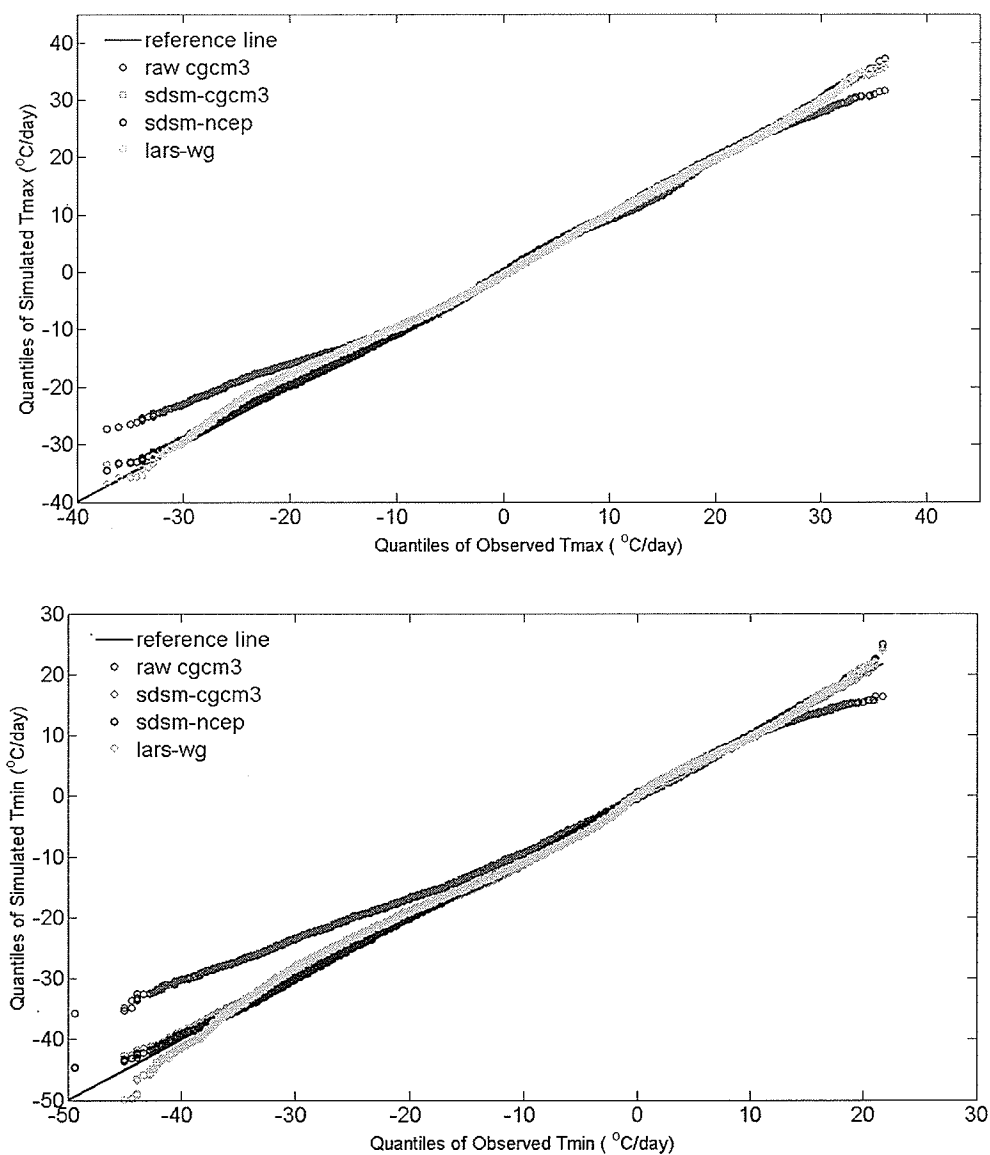 Quantiles of Simulated Tmax (°C/day)
40
30
20
10
0
-10
-20
-30
-40
reference line
raw cgcm3
sdsm-cgcm3
sdsm-ncep
lars-wg
-40 -30 -20 -10 0 10 20 30 40
Quantiles of Observed Tmax ( °C/day)
Quantiles of Simulated Tmin (°C/day)
30
20
10
0
-10
-20
-30
-40
-50
reference line
raw cgcm3
sdsm-cgcm3
sdsm-ncep
lars-wg
-50 -40 -30 -20 -10 0 10 20 30
Quantiles of Observed Tmin ( °C/day)